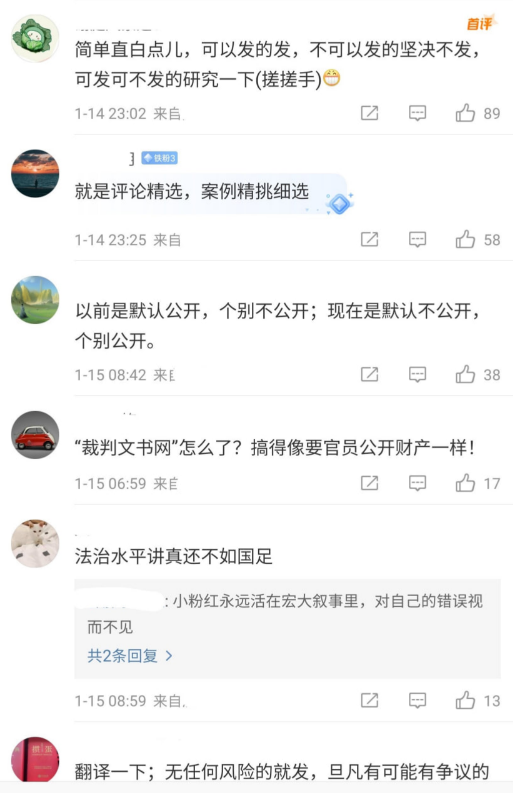 首评
简单直白点儿，可以发的发，不可以发的坚决不发，
可发可不发的研究一下(搓搓手)😁
1-14 23:02 来自
89
铁粉3
就是评论精选，案例精挑细选
1-14 23:25 来自
58
以前是默认公开，个别不公开；现在是默认不公开，
个别公开。
1-15 08:42 来自
38
“裁判文书网”怎么了？搞得像要官员公开财产一样！
1-15 06:59 来自
17
法治水平讲真还不如国足
: 小粉红永远活在宏大叙事里，对自己的错误视
而不见
共2条回复 >
1-15 08:59 来自
13
翻译一下；无任何风险的就发，旦凡有可能有争议的